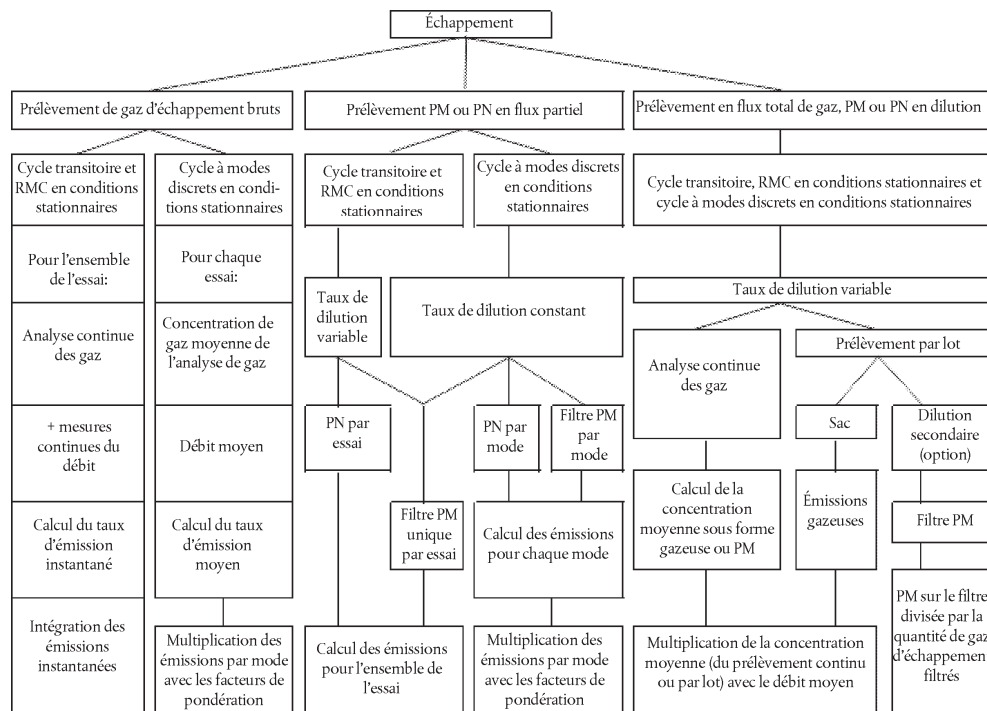 Échappement
Prélèvement de gaz d'échappement bruts
Prélèvement PM ou PN en flux partiel
Prélèvement en flux total de gaz, PM ou PN en dilution
Cycle transitoire et
RMC en conditions
stationnaires
Cycle à modes
discrets en condi-
tions stationnaires
Cycle transitoire et
RMC en conditions
stationnaires
Cycle à modes discrets
en conditions
stationnaires
Cycle transitoire, RMC en conditions stationnaires et
cycle à modes discrets en conditions stationnaires
Pour l'ensemble
de l'essai:
Pour chaque
essai:
Taux de
dilution
variable
Taux de dilution constant
Taux de dilution variable
Analyse continue
des gaz
Concentration de
gaz moyenne de
l'analyse de gaz
Analyse continue
des gaz
Prélèvement par lot
+ mesures
continues du
débit
Débit moyen
PN par
essai
PN par
mode
Filtre PM
par
mode
Sac
Dilution
secondaire
(option)
Calcul du taux
d'émission
instantané
Calcul du taux
d'émission
moyen
Filtre PM
unique
par essai
Calcul des émissions
pour chaque mode
Calcul de la
concentration
moyenne sous forme
gazeuse ou PM
Émissions
gazeuses
Filtre PM
Intégration des
émissions
instantanées
Multiplication des
émissions par mode
avec les facteurs de
pondération
Calcul des émissions
pour l'ensemble de
l'essai
Multiplication des
émissions par mode
avec les facteurs de
pondération
Multiplication de la concentration
moyenne (du prélèvement continu
ou par lot) avec le débit moyen
PM sur le filtre
divisée par la
quantité de gaz
d'échappement
filtrés